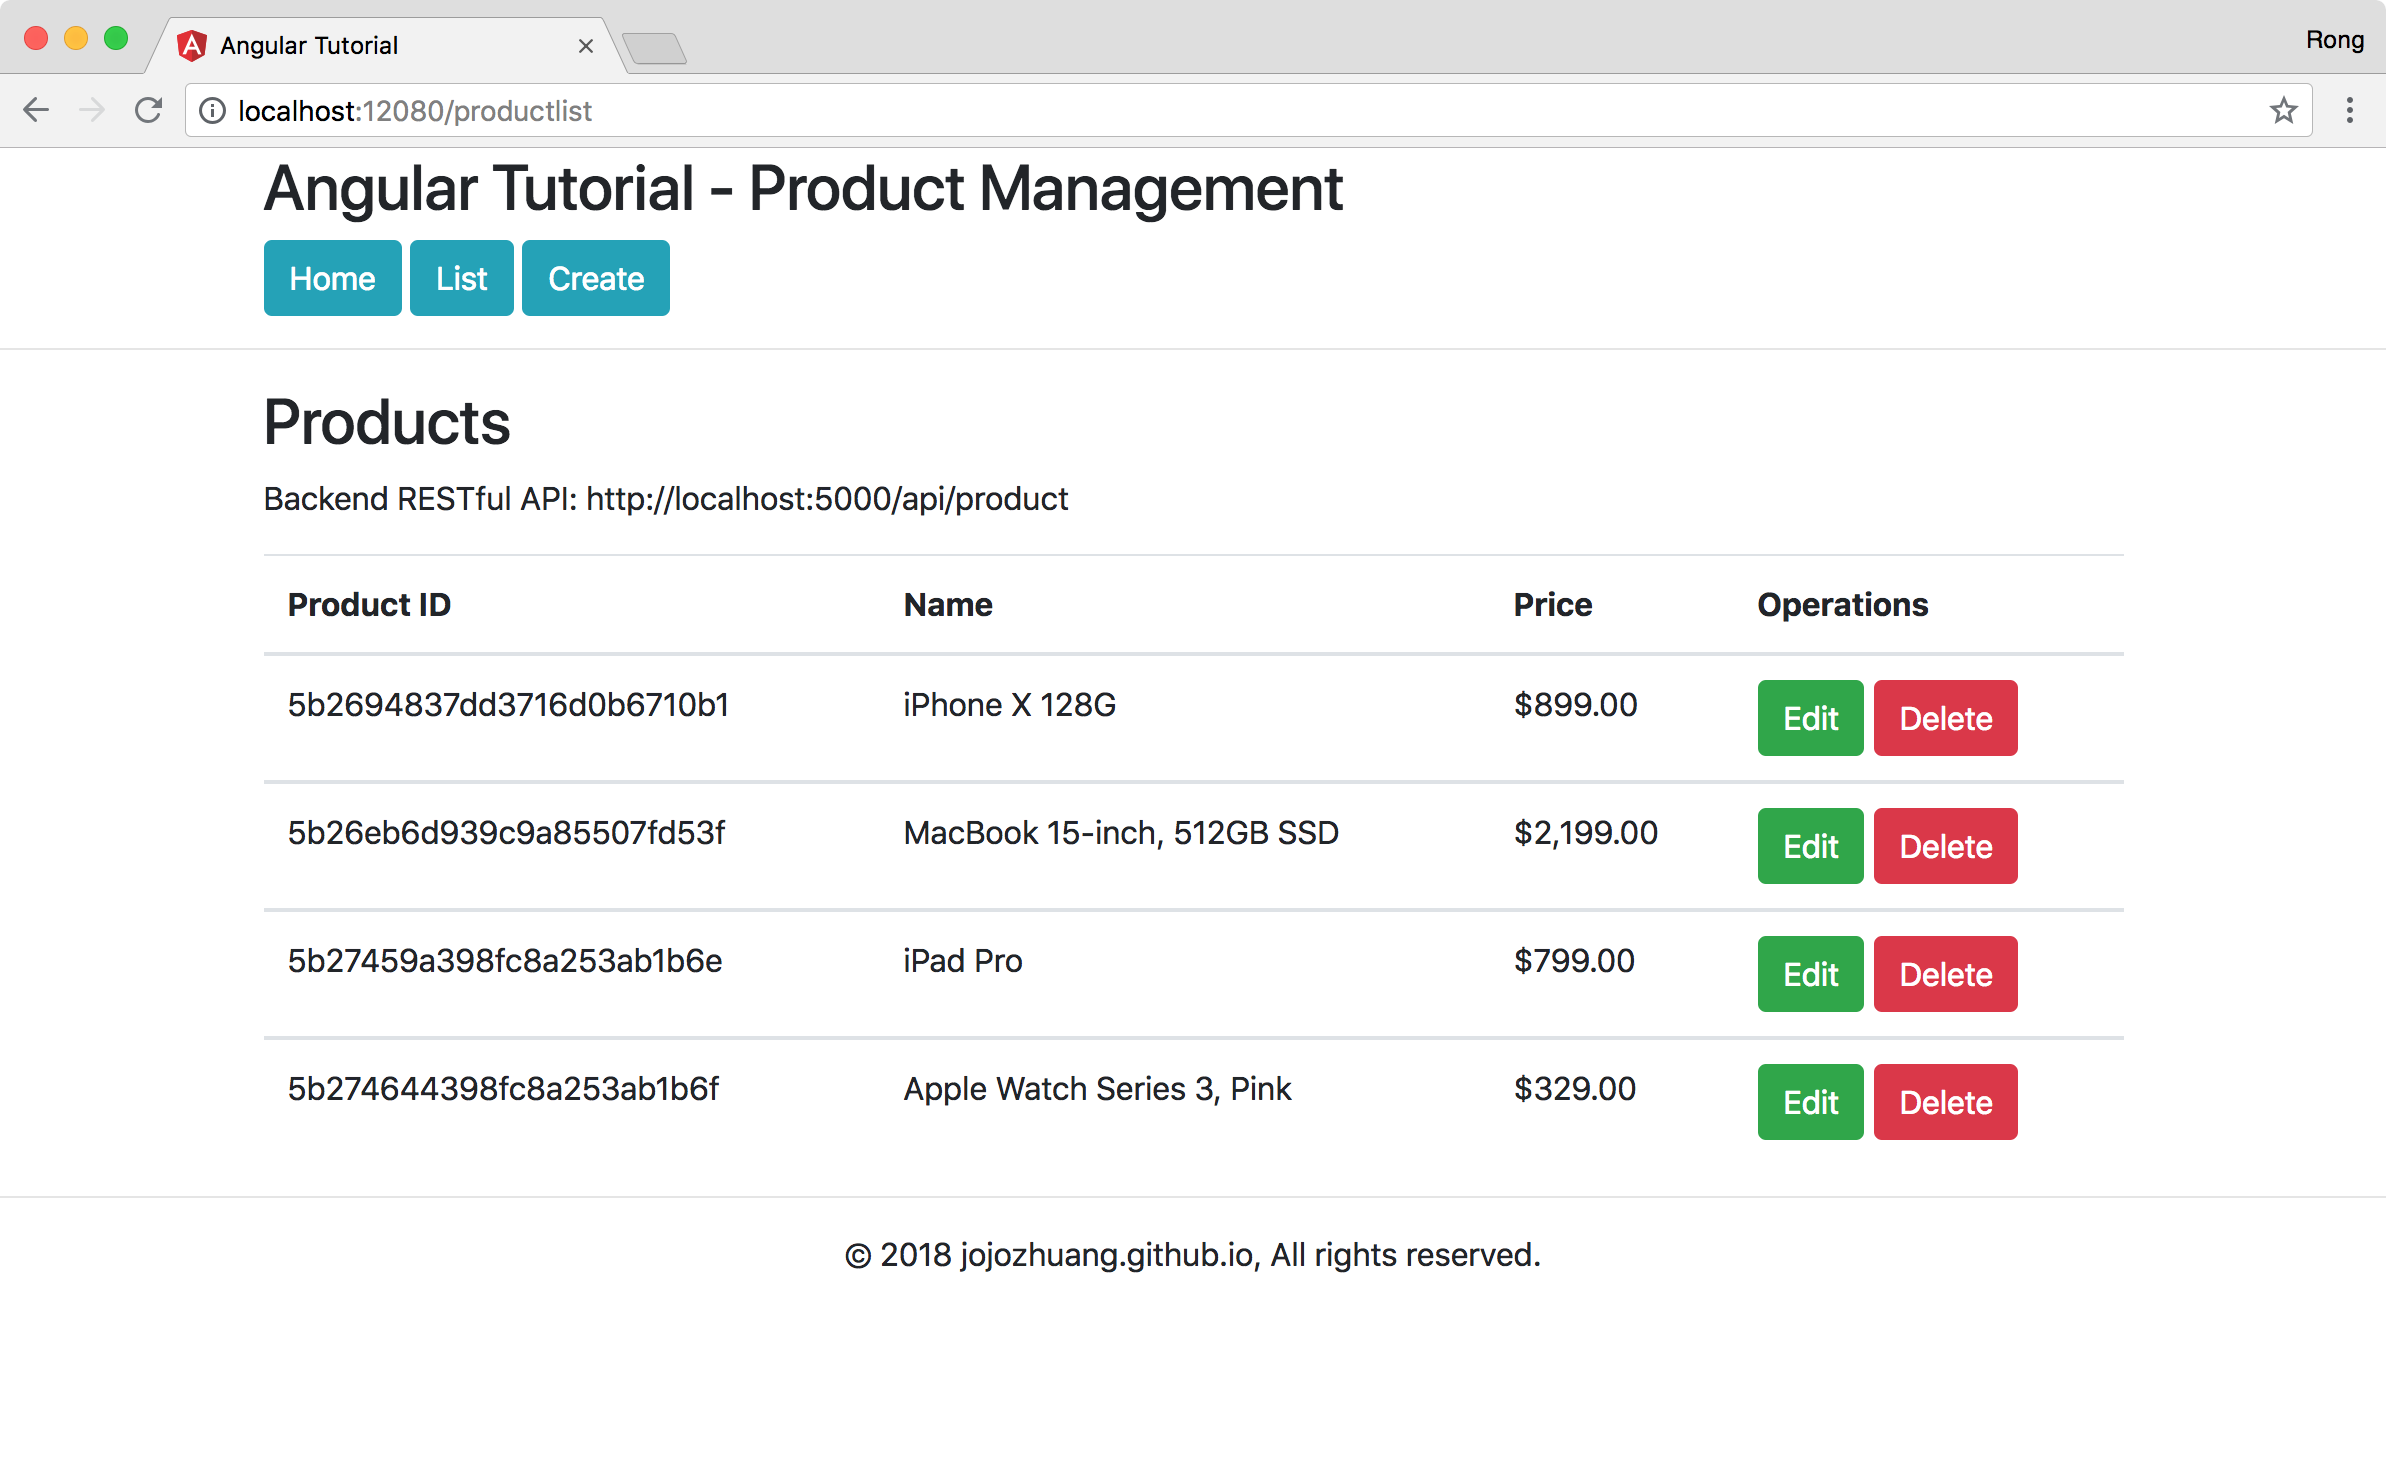 Angular Tutorial
Rong
localhost:12080/productlist
Angular Tutorial - Product Management
Home List Create
Products
Backend RESTful API: http://localhost:5000/api/product
Product ID Name Price Operations
5b2694837dd3716d0b6710b1 iPhone X 128G $899.00 Edit Delete
5b26eb6d939c9a85507fd53f MacBook 15-inch, 512GB SSD $2,199.00 Edit Delete
5b27459a398fc8a253ab1b6e iPad Pro $799.00 Edit Delete
5b274644398fc8a253ab1b6f Apple Watch Series 3, Pink $329.00 Edit Delete
© 2018 jojozhuang.github.io, All rights reserved.